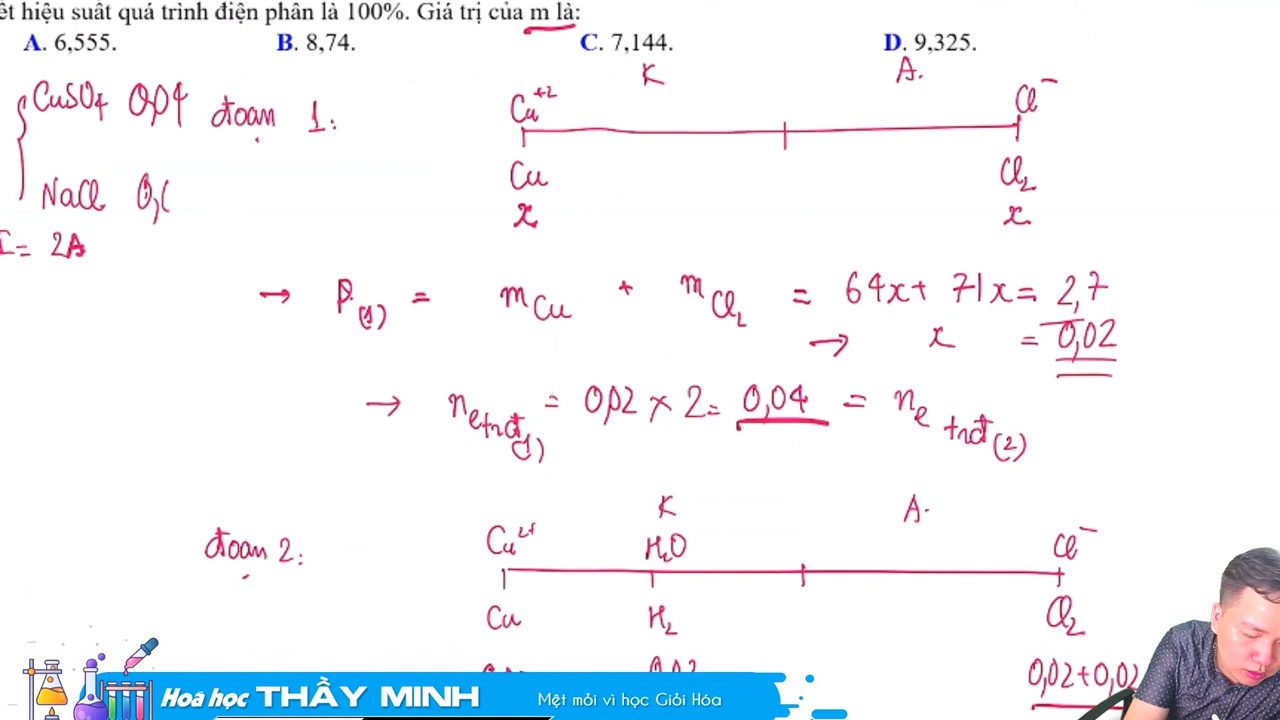 ết hiệu suất quá trình điện phân là 100%. Giá trị của m là:
A. 6,555. B. 8,74. C. 7,144. D. 9,325.
K A.
CuSO4 0,04 đoạn 1: Cu+2 Cl−
NaCl Cu Cl2
I = 2A x x
→ P(1) = mCu + mCl2 = 64x + 71x = 2,7
→ x = 0,02
→ ne trđ(1) = 0,02 × 2 = 0,04 = ne trđ(2)
K A.
đoạn 2: Cu2+ H2O Cl−
Cu H2 Cl2
0,02+0,02
Hoá học THẦY MINH Mệt mỏi vì học Giỏi Hóa